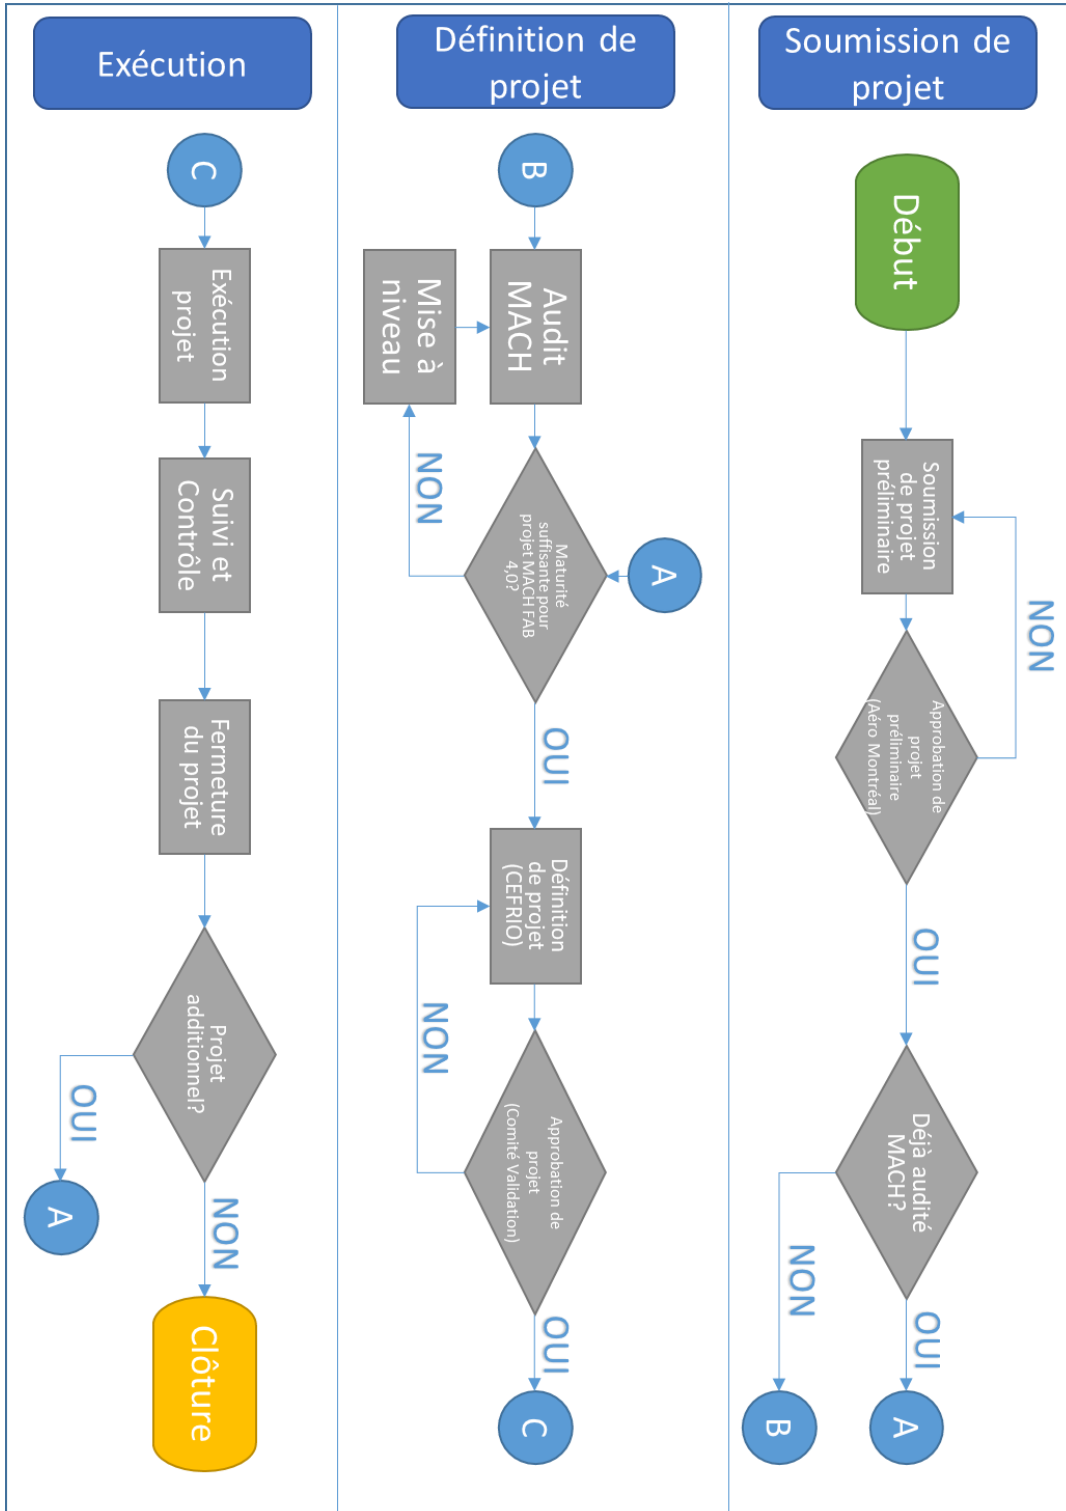 Soumission de
projet
Début
Soumission
de projet
préliminaire
NON
Approbation de
projet
préliminaire
(Aéro Montréal)
OUI
Déjà audité
MACH?
OUI
A
NON
B
Définition de
projet
B
Audit
MACH
Mise à
niveau
NON
Maturité
suffisante pour
projet MACH FAB
4,0?
A
OUI
Définition
de projet
(CEFRIO)
NON
Approbation de
projet
(Comité Validation)
OUI
C
Exécution
C
Exécution
projet
Suivi et
Contrôle
Fermeture
du projet
Projet
additionnel?
OUI
A
NON
Clôture